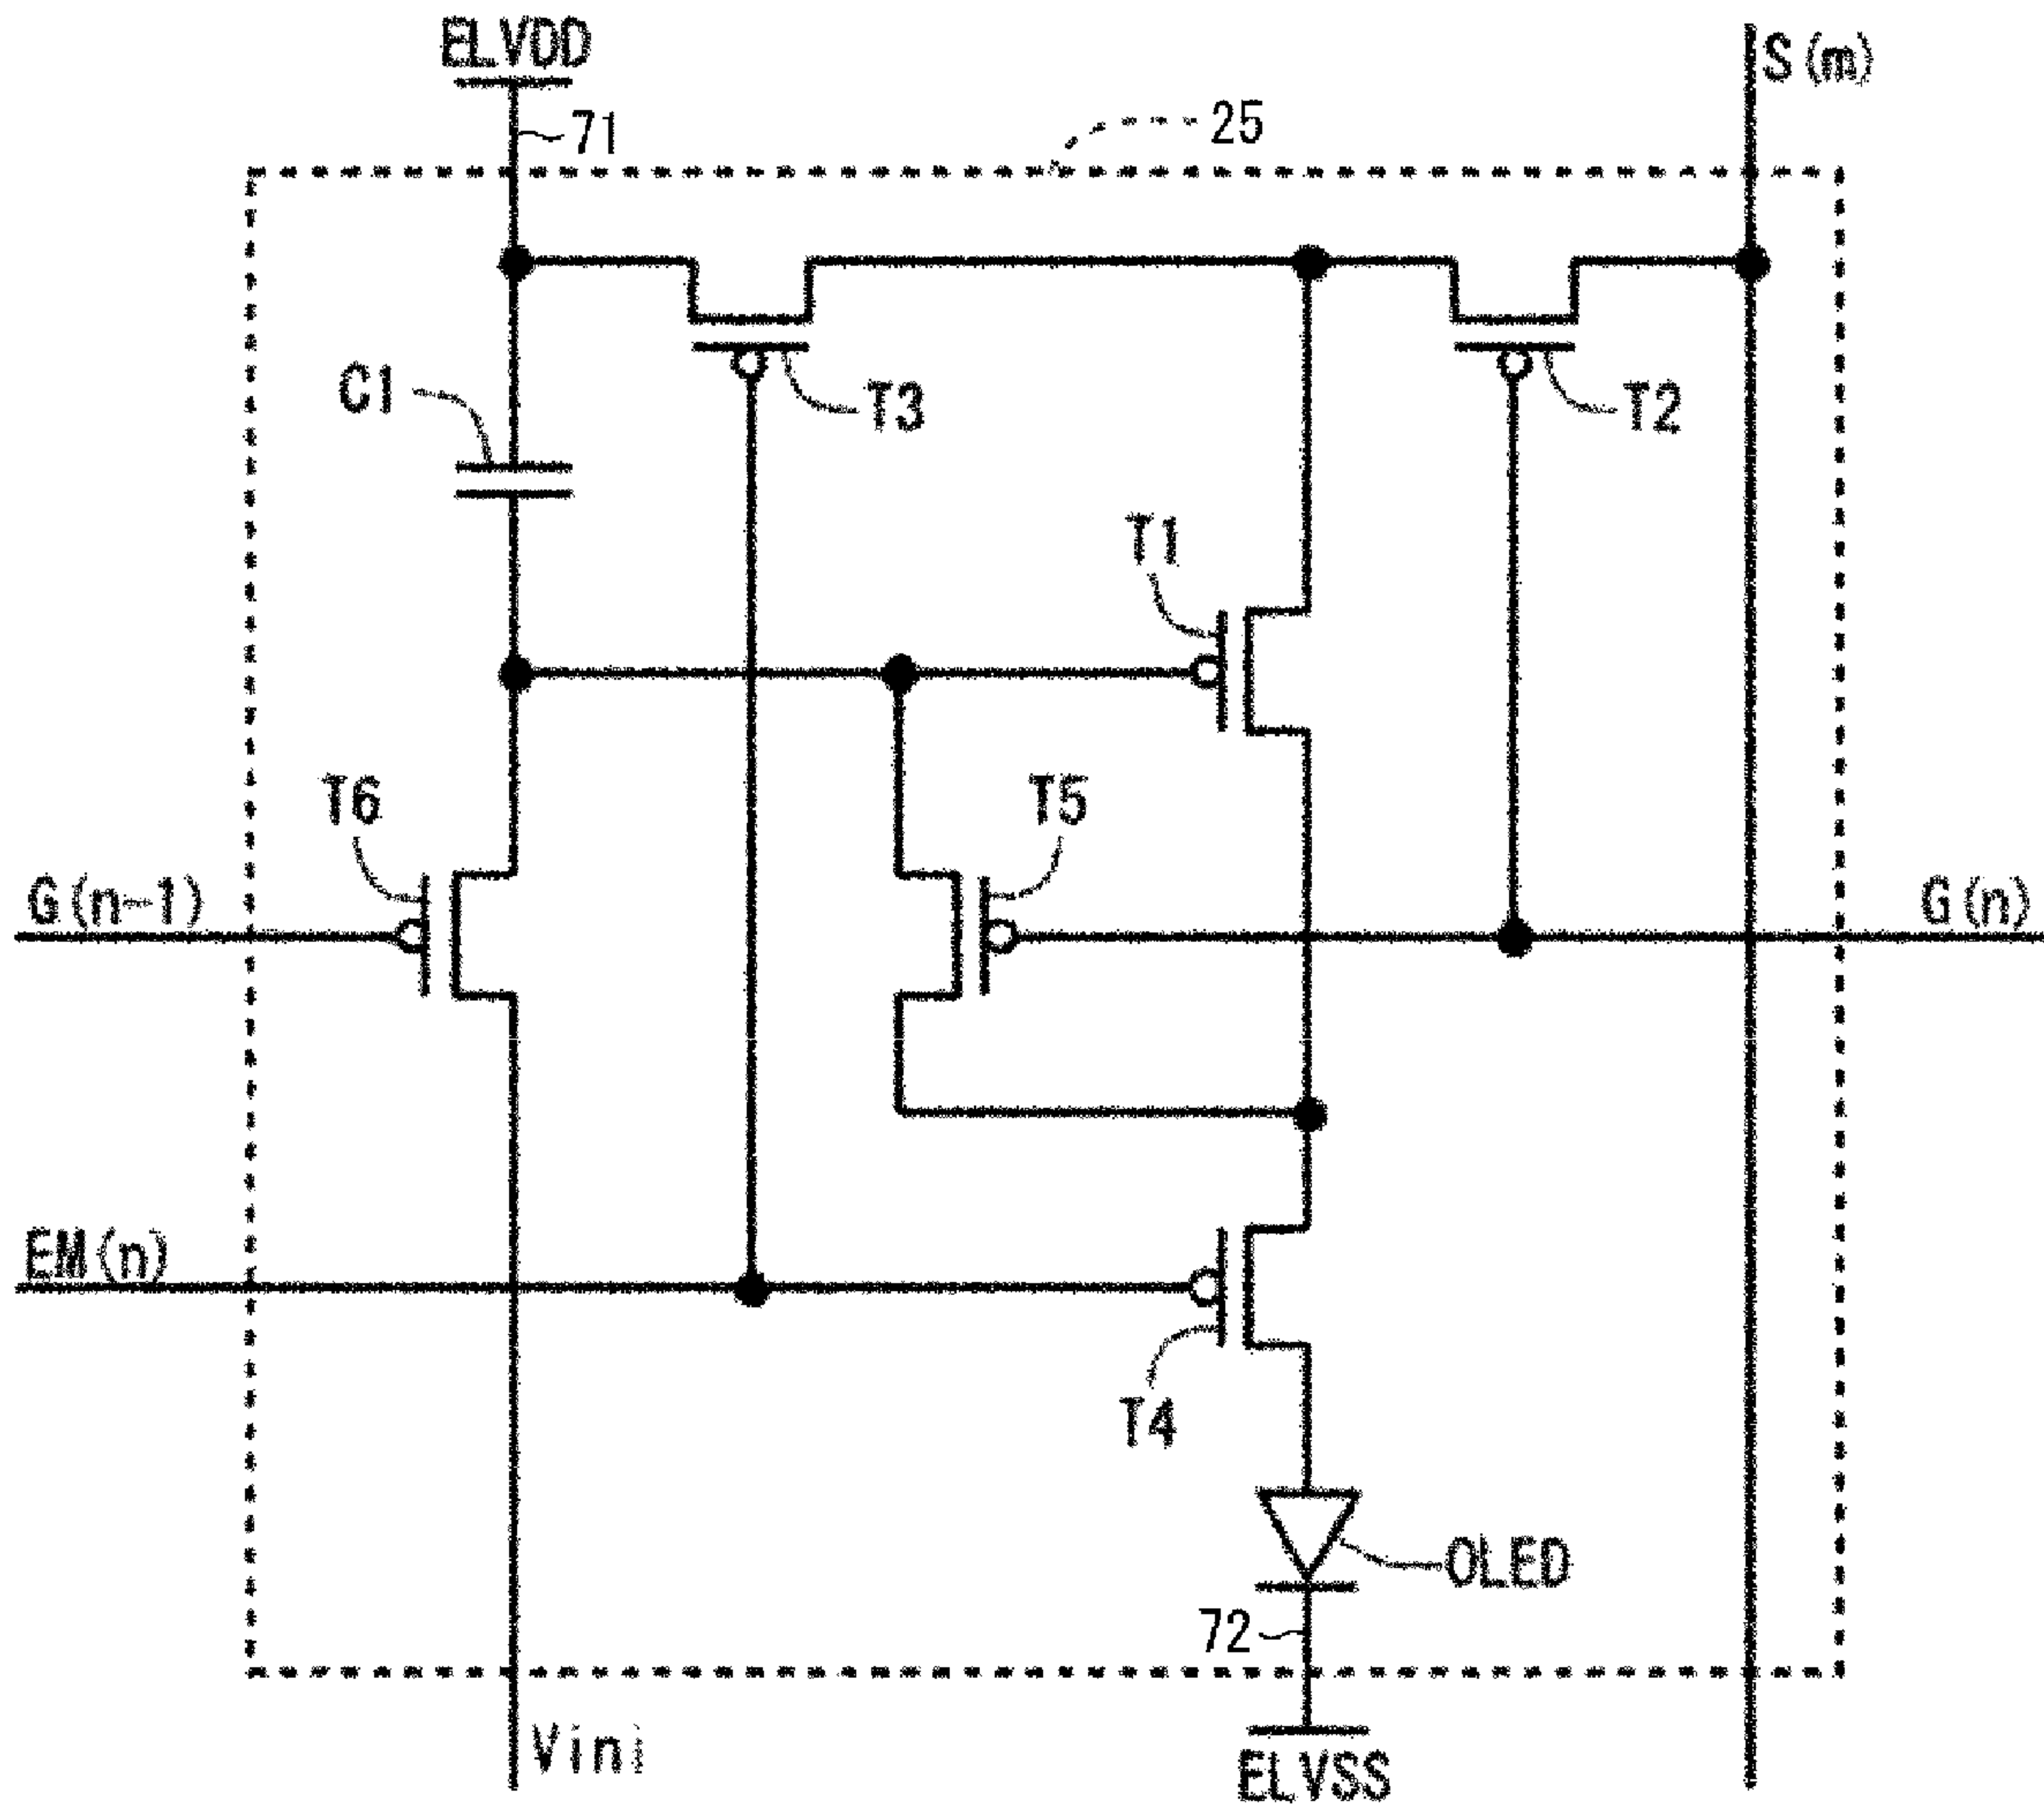 ELVDD
S(m)
71
25
C1
T3
T2
T1
T6
T5
G(n-1)
G(n)
EM(n)
T4
OLED
72
Vini
ELVSS